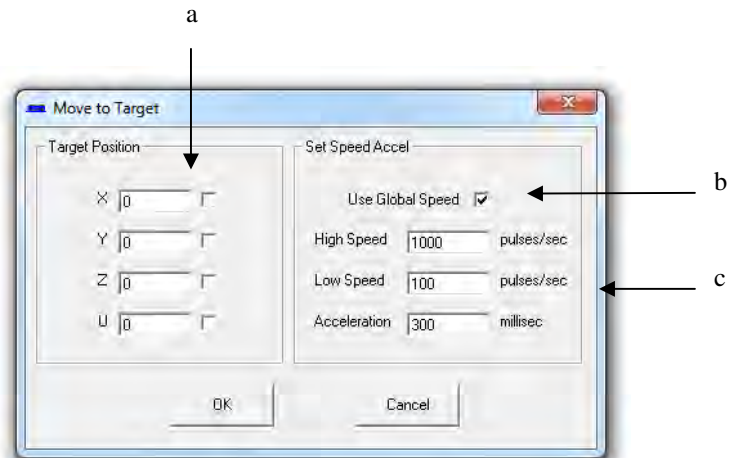 a
Move to Target
Target Position
X 0
Y 0
Z 0
U 0
Set Speed Accel
Use Global Speed
High Speed 1000 pulses/sec
Low Speed 100 pulses/sec
Acceleration 300 millisec
b
c
OK
Cancel